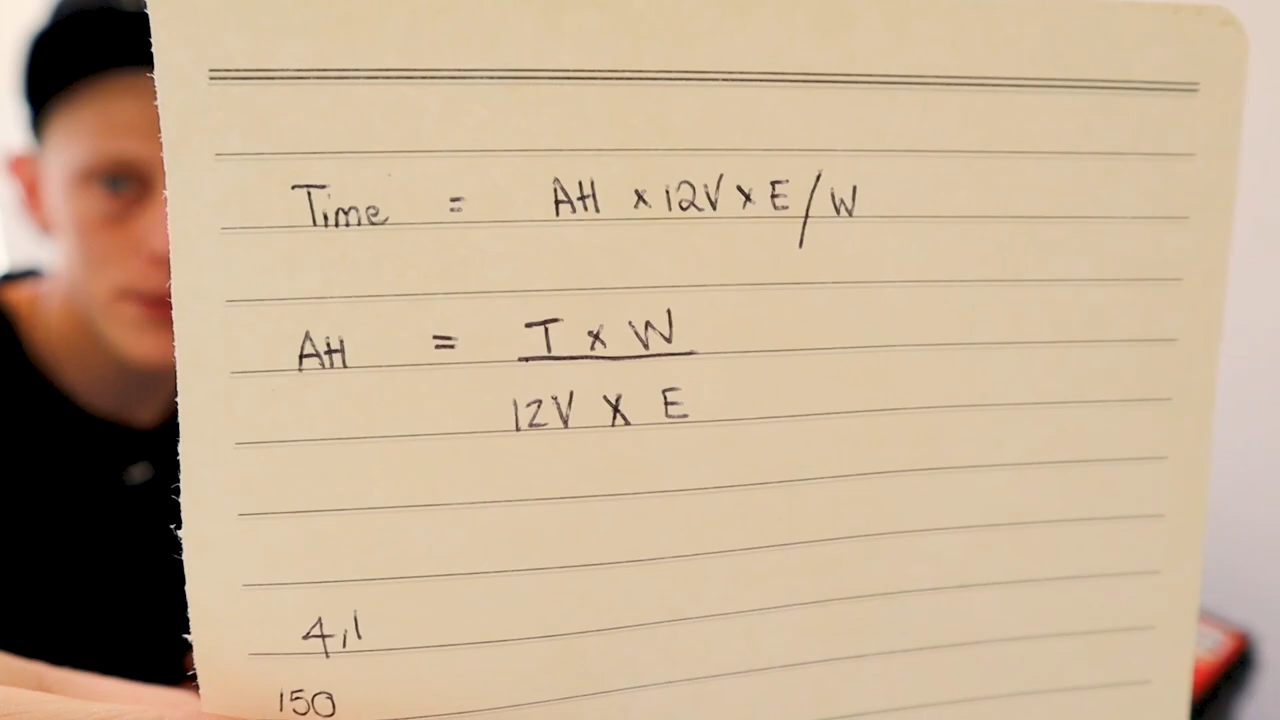 Time = AH x 12V x E / W
AH = T x W
12V X E
4,1
150